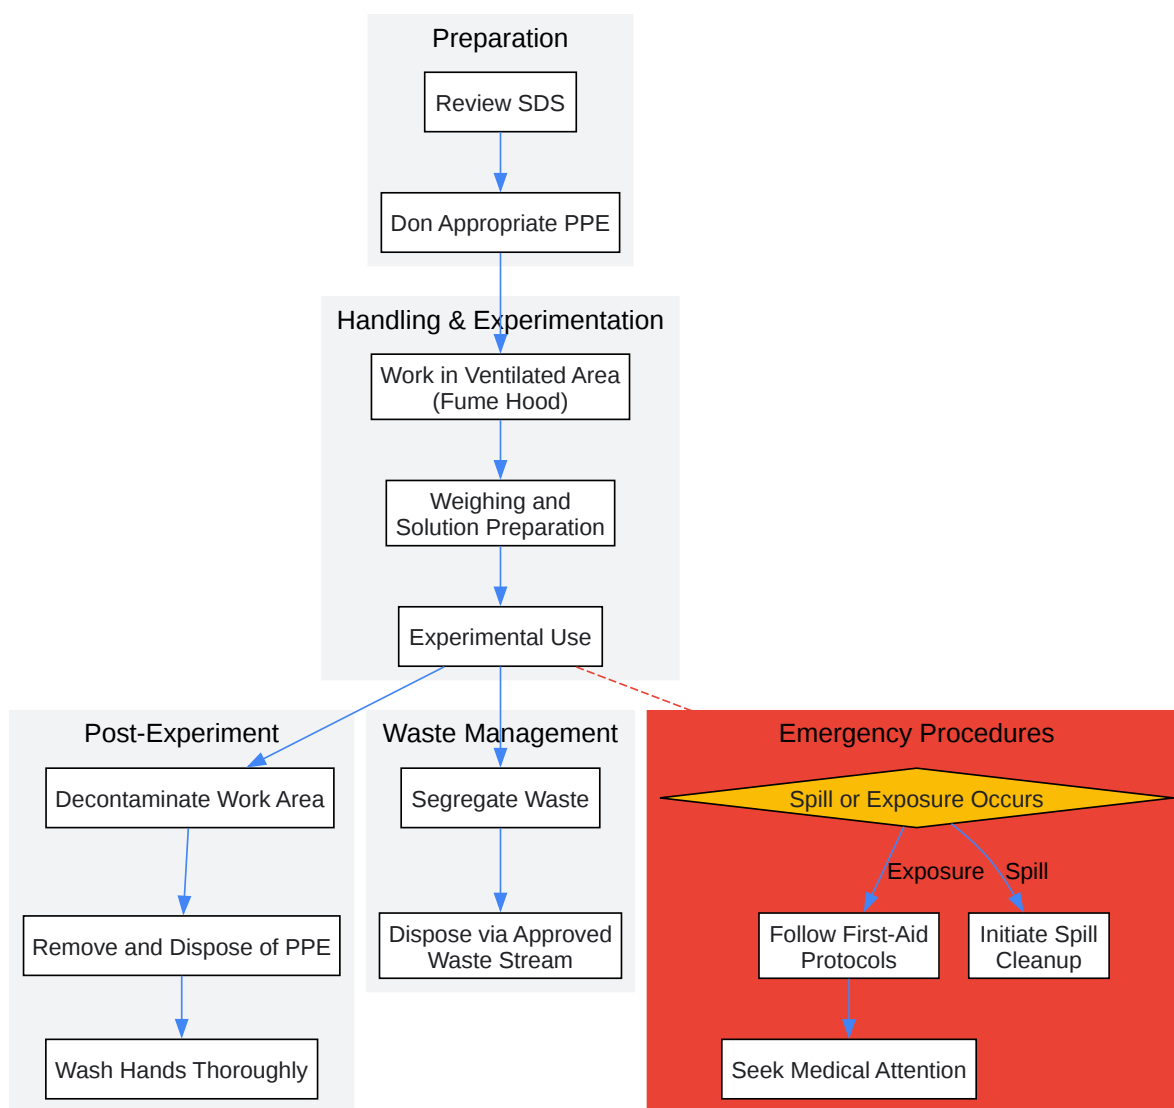 Preparation
Review SDS
Don Appropriate PPE
Handling & Experimentation
Work in Ventilated Area
(Fume Hood)
Weighing and
Solution Preparation
Experimental Use
Post-Experiment
Decontaminate Work Area
Remove and Dispose of PPE
Wash Hands Thoroughly
Waste Management
Segregate Waste
Dispose via Approved
Waste Stream
Emergency Procedures
Spill or Exposure Occurs
Exposure
Spill
Follow First-Aid
Protocols
Initiate Spill
Cleanup
Seek Medical Attention